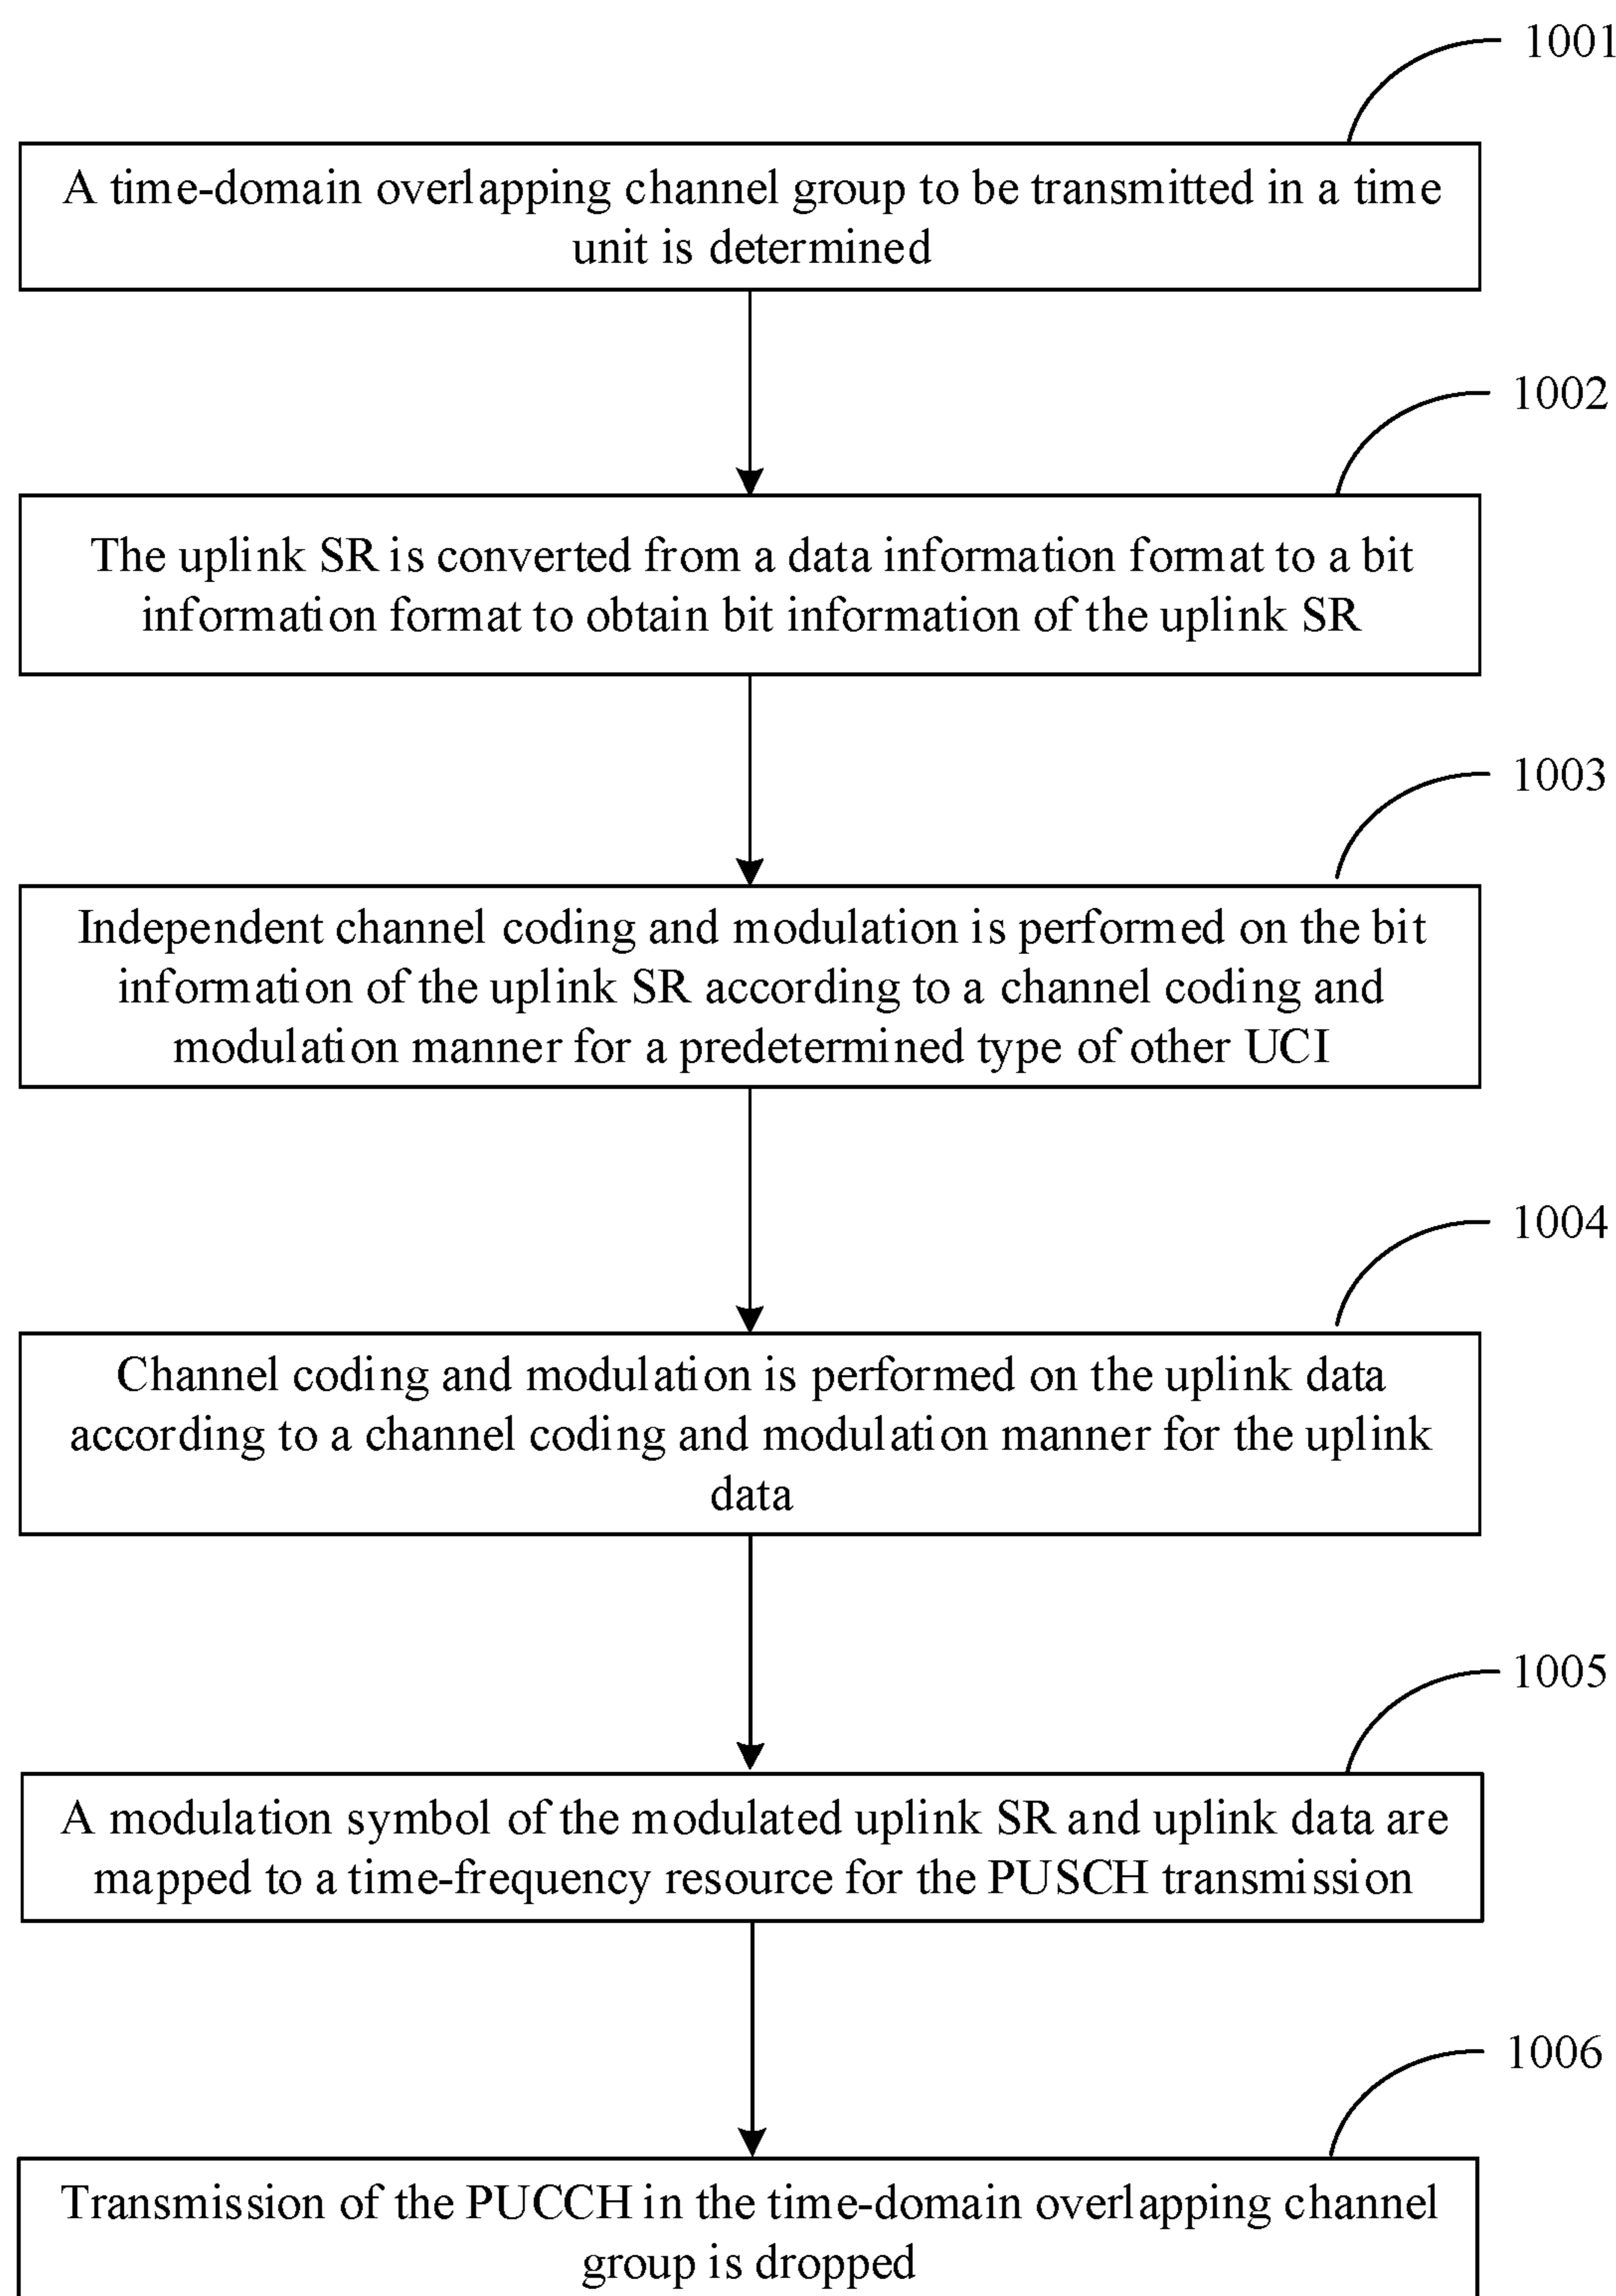 1001
A time-domain overlapping channel group to be transmitted in a time
unit is determined
1002
The uplink SR is converted from a data information format to a bit
information format to obtain bit information of the uplink SR
1003
Independent channel coding and modulation is performed on the bit
information of the uplink SR according to a channel coding and
modulation manner for a predetermined type of other UCI
1004
Channel coding and modulation is performed on the uplink data
according to a channel coding and modulation manner for the uplink
data
1005
A modulation symbol of the modulated uplink SR and uplink data are
mapped to a time-frequency resource for the PUSCH transmission
1006
Transmission of the PUCCH in the time-domain overlapping channel
group is dropped